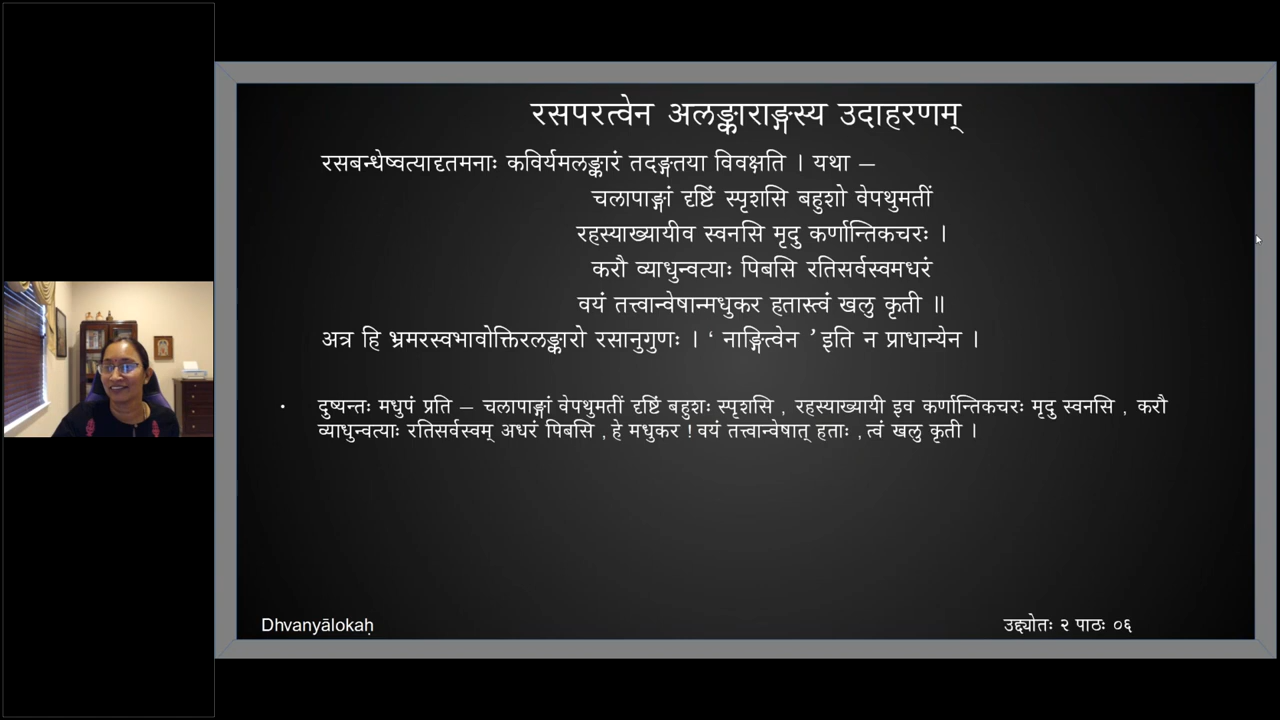 रसपरत्वेन अलङ्काराङ्गस्य उदाहरणम्
रसबन्धेष्वत्यादृतमनाः कविर्यमलङ्कारं तदङ्गतया विवक्षति । यथा –
चलापाङ्गां दृष्टिं स्पृशसि बहुशो वेपथुमतीं
रहस्याख्यायीव स्वनसि मृदु कर्णान्तिकचरः ।
करौ व्याधुन्वत्याः पिबसि रतिसर्वस्वमधरं
वयं तत्त्वान्वेषान्मधुकर हतास्त्वं खलु कृती ॥
अत्र हि भ्रमरस्वभावोक्तिरलङ्कारो रसानुगुणः । ‘ नाङ्गित्वेन ’ इति न प्राधान्येन ।
• दुष्यन्तः मधुपं प्रति – चलापाङ्गां वेपथुमतीं दृष्टिं बहुशः स्पृशसि , रहस्याख्यायी इव कर्णान्तिकचरः मृदु स्वनसि , करौ
व्याधुन्वत्याः रतिसर्वस्वम् अधरं पिबसि , हे मधुकर ! वयं तत्त्वान्वेषात् हताः , त्वं खलु कृती ।
Dhvanyālokaḥ
उद्द्योतः २ पाठः ०६